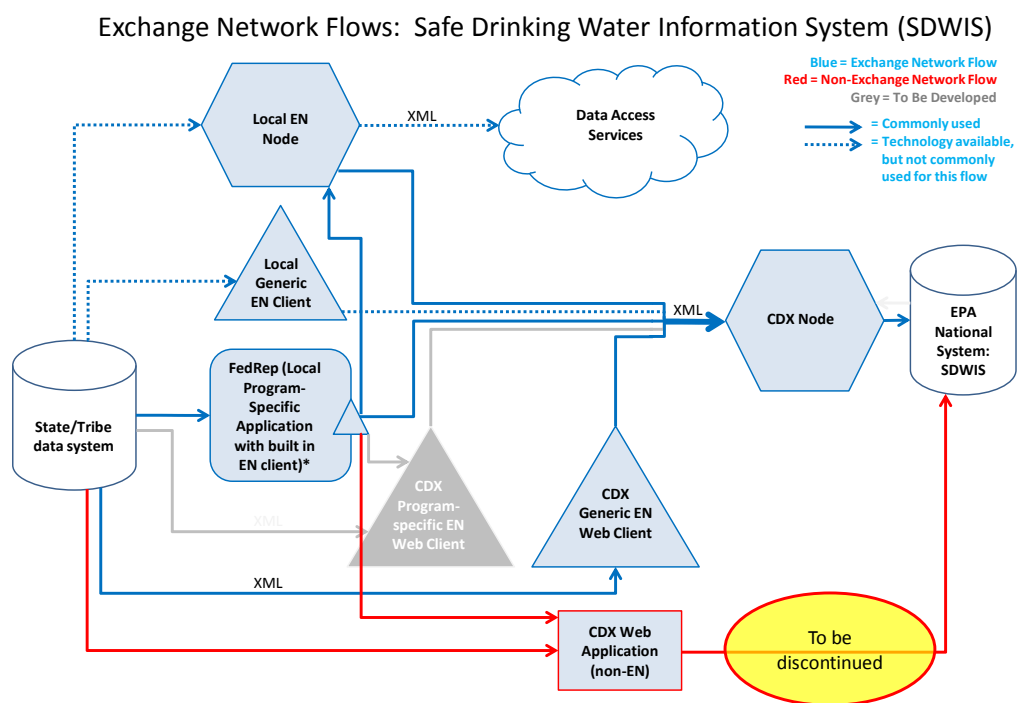 Exchange Network Flows:  Safe Drinking Water Information System (SDWIS)
Blue = Exchange Network Flow
Red = Non-Exchange Network Flow
Grey = To Be Developed
= Commonly used
= Technology available,
but not commonly
used for this flow
Local EN
Node
XML
Data Access
Services
Local
Generic
EN Client
XML
CDX Node
EPA
National
System:
SDWIS
State/Tribe
data system
FedRep (Local
Program-
Specific
Application
with built in
EN client)*
CDX
Program-
specific EN
Web Client
CDX
Generic EN
Web Client
XML
XML
CDX Web
Application
(non-EN)
To be
discontinued